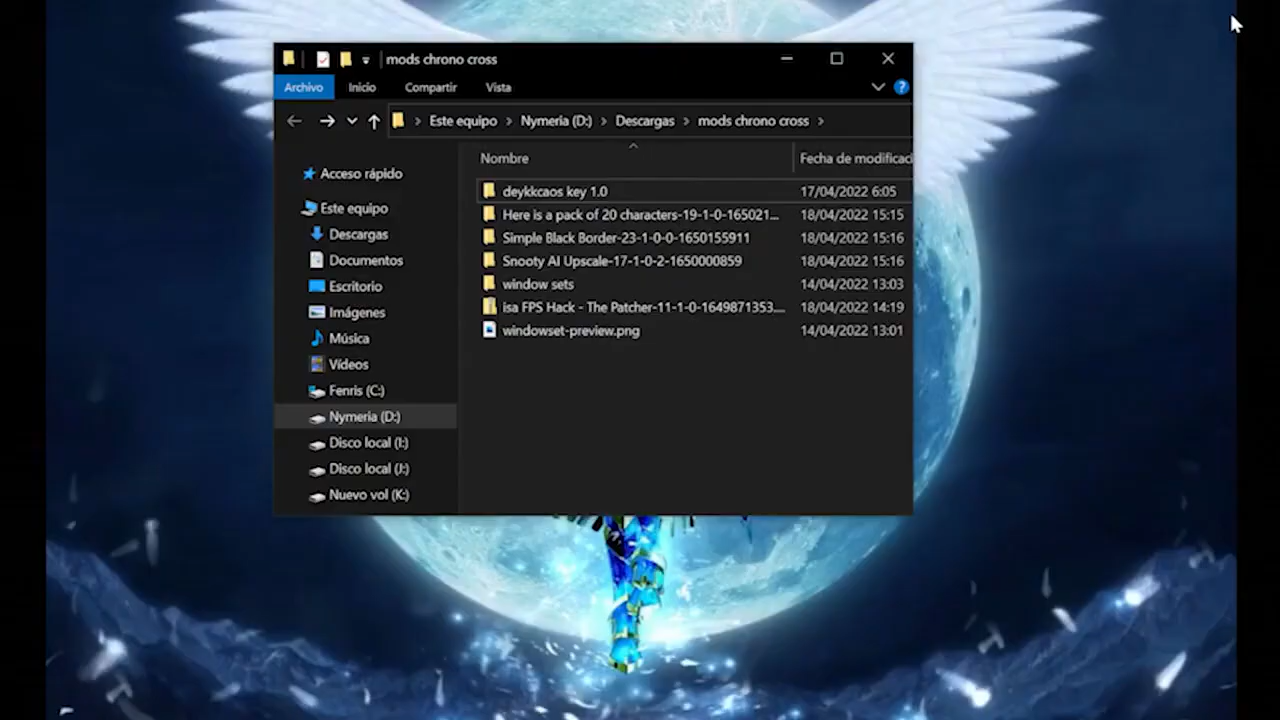 mods chrono cross
Archivo Inicio Compartir Vista
Este equipo Nymeria (D:) Descargas mods chrono cross
Nombre Fecha de modificaci
Acceso rápido
Este equipo
Descargas
Documentos
Escritorio
Imágenes
Música
Vídeos
Fenris (C:)
Nymeria (D:)
Disco local (I:)
Disco local (J:)
Nuevo vol (K:)
deykkcaos key 1.0 17/04/2022 6:05
Here is a pack of 20 characters-19-1-0-165021... 18/04/2022 15:15
Simple Black Border-23-1-0-0-1650155911 18/04/2022 15:16
Snooty AI Upscale-17-1-0-2-1650000859 18/04/2022 15:16
window sets 14/04/2022 13:03
isa FPS Hack - The Patcher-11-1-0-1649871353.... 18/04/2022 14:19
windowset-preview.png 14/04/2022 13:01